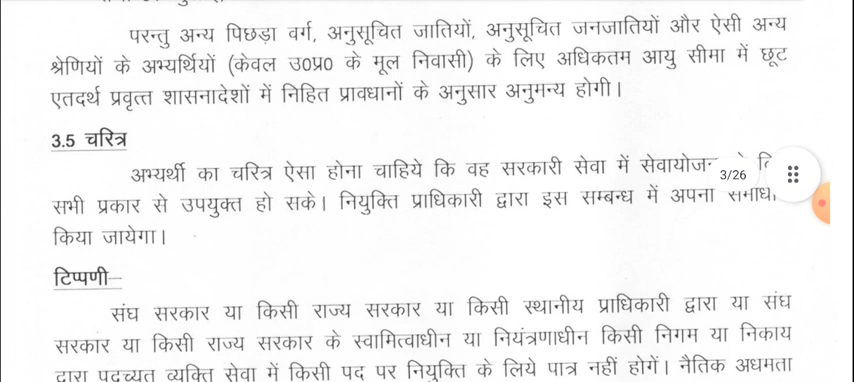 परन्तु अन्य पिछड़ा वर्ग, अनुसूचित जातियों, अनुसूचित जनजातियों और ऐसी अन्य
श्रेणियों के अभ्यर्थियों (केवल उ0प्र0 के मूल निवासी) के लिए अधिकतम आयु सीमा में छूट
एतदर्थ प्रवृत्त शासनादेशों में निहित प्रावधानों के अनुसार अनुमन्य होगी।
3.5 चरित्र
अभ्यर्थी का चरित्र ऐसा होना चाहिये कि वह सरकारी सेवा में
3/26
सभी प्रकार से उपयुक्त हो सके। नियुक्ति प्राधिकारी द्वारा इस सम्बन्ध में अपना
किया जायेगा।
टिप्पणी—
संघ सरकार या किसी राज्य सरकार या किसी स्थानीय प्राधिकारी द्वारा या संघ
सरकार या किसी राज्य सरकार के स्वामित्वाधीन या नियंत्रणाधीन किसी निगम या निकाय
द्वारा पदच्युत व्यक्ति सेवा में किसी पद पर नियुक्ति के लिये पात्र नहीं होगें। नैतिक अधमता